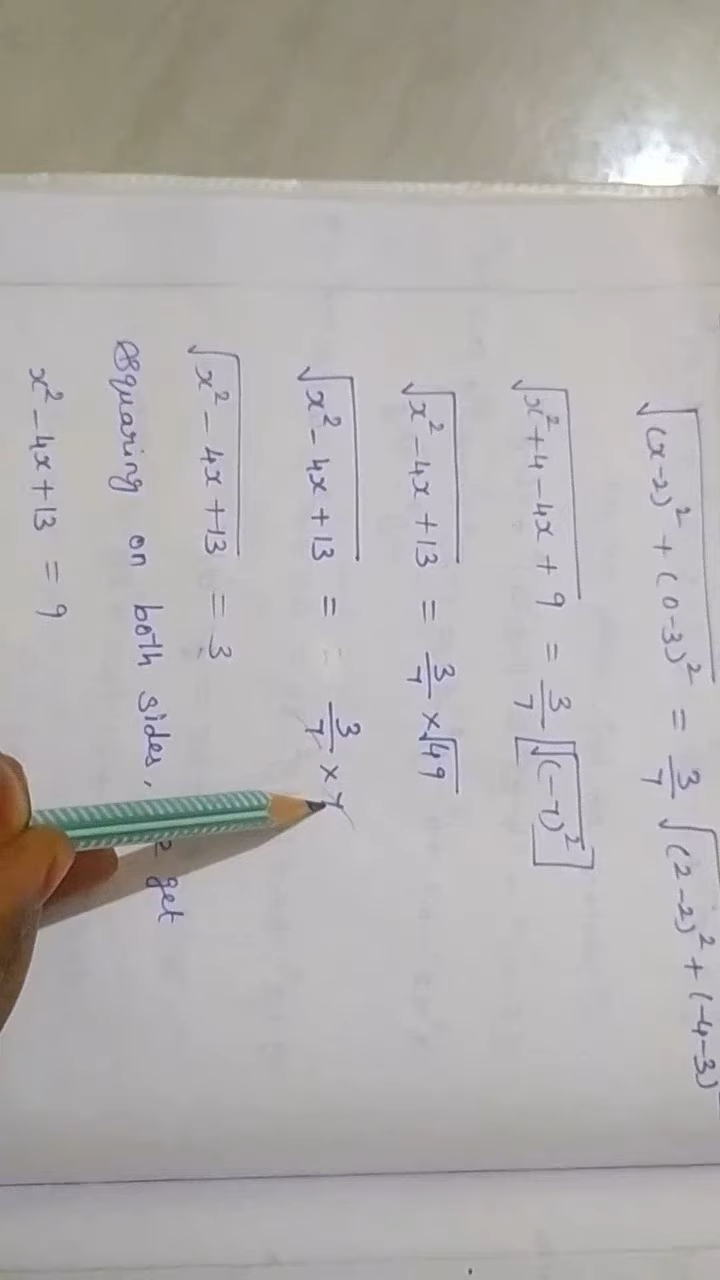 √(x-2)² + (0-3)² = 3/7 √(2-2)² + (-4-3)²
√x² + 4 - 4x + 9 = 3/7 √(-7)²
√x² - 4x + 13 = 3/7 × √49
√x² - 4x + 13 = 3/7 × 7
√x² - 4x + 13 = 3
Squaring on both sides, get
x² - 4x + 13 = 9